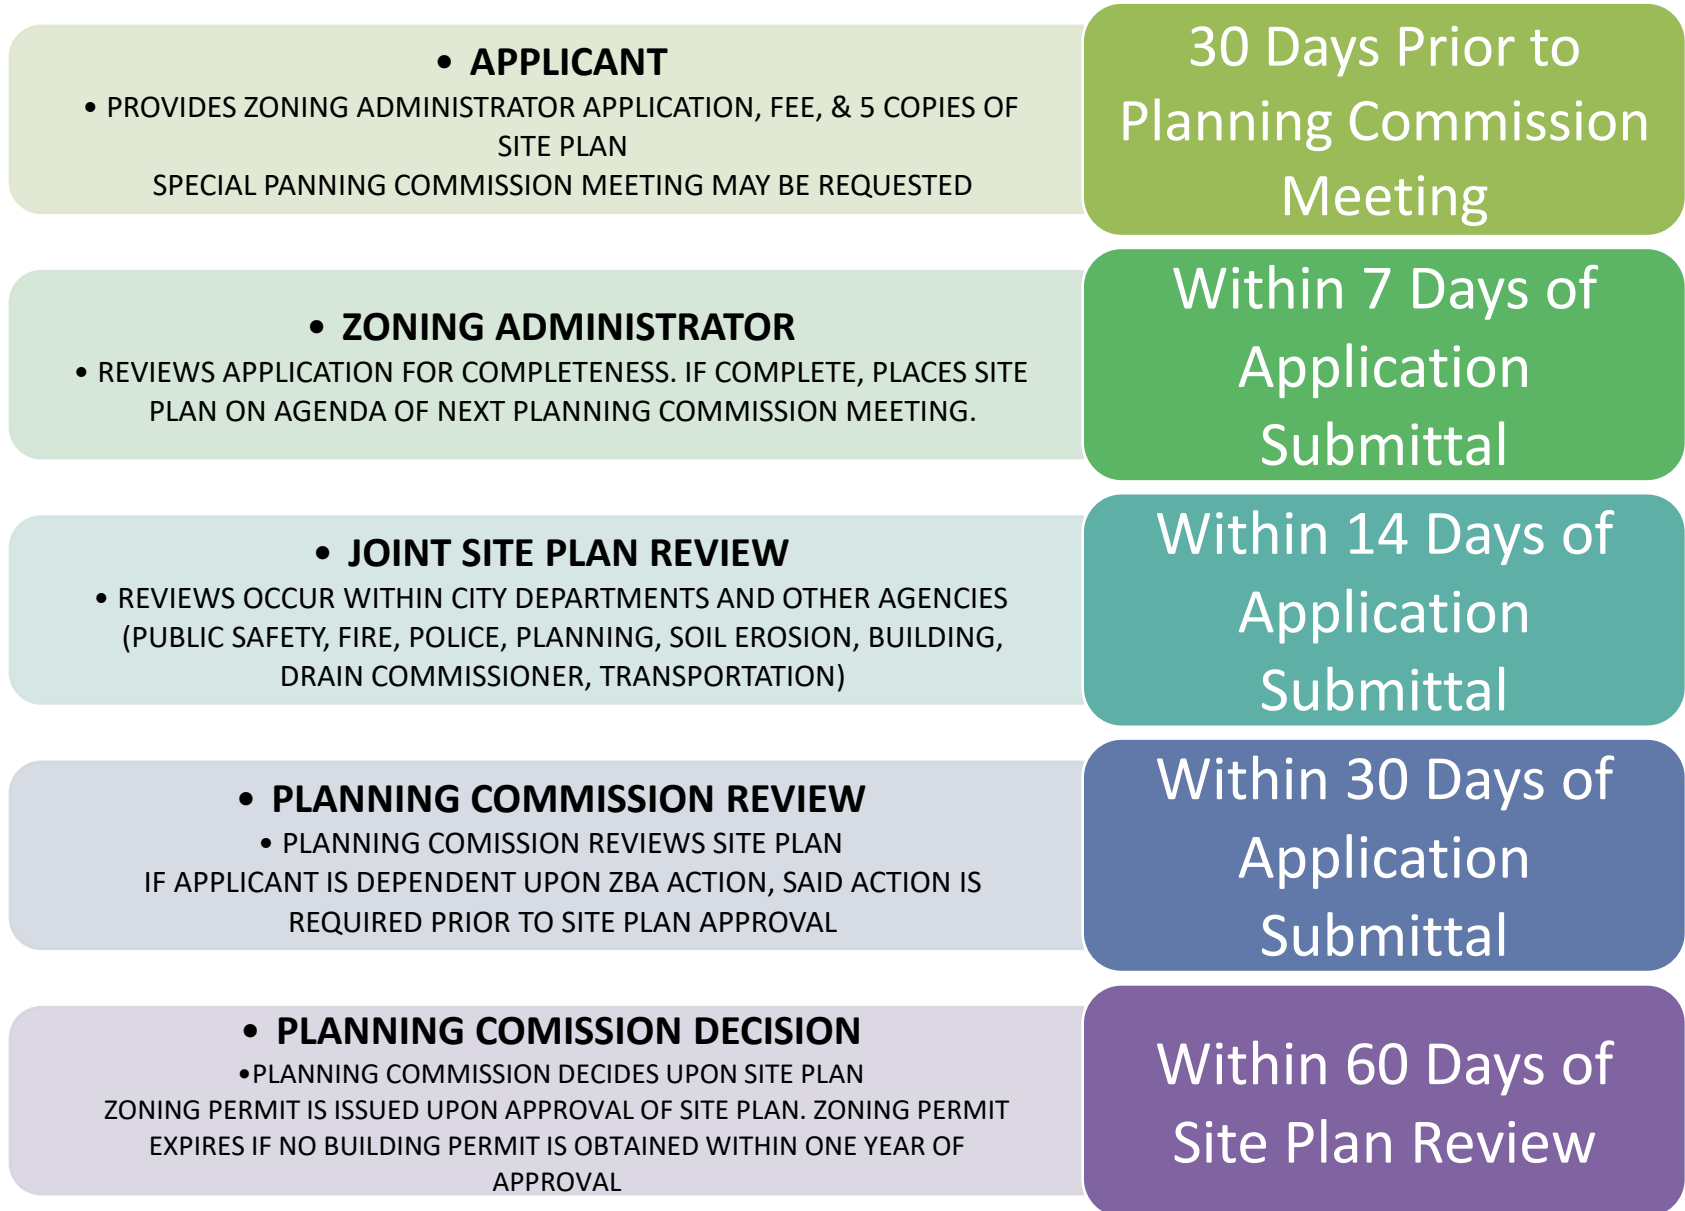 • APPLICANT
• PROVIDES ZONING ADMINISTRATOR APPLICATION, FEE, & 5 COPIES OF
SITE PLAN
SPECIAL PANNING COMMISSION MEETING MAY BE REQUESTED
30 Days Prior to
Planning Commission
Meeting
• ZONING ADMINISTRATOR
• REVIEWS APPLICATION FOR COMPLETENESS. IF COMPLETE, PLACES SITE
PLAN ON AGENDA OF NEXT PLANNING COMMISSION MEETING.
Within 7 Days of
Application
Submittal
• JOINT SITE PLAN REVIEW
• REVIEWS OCCUR WITHIN CITY DEPARTMENTS AND OTHER AGENCIES
(PUBLIC SAFETY, FIRE, POLICE, PLANNING, SOIL EROSION, BUILDING,
DRAIN COMMISSIONER, TRANSPORTATION)
Within 14 Days of
Application
Submittal
• PLANNING COMMISSION REVIEW
• PLANNING COMISSION REVIEWS SITE PLAN
IF APPLICANT IS DEPENDENT UPON ZBA ACTION, SAID ACTION IS
REQUIRED PRIOR TO SITE PLAN APPROVAL
Within 30 Days of
Application
Submittal
• PLANNING COMISSION DECISION
•PLANNING COMMISSION DECIDES UPON SITE PLAN
ZONING PERMIT IS ISSUED UPON APPROVAL OF SITE PLAN. ZONING PERMIT
EXPIRES IF NO BUILDING PERMIT IS OBTAINED WITHIN ONE YEAR OF
APPROVAL
Within 60 Days of
Site Plan Review